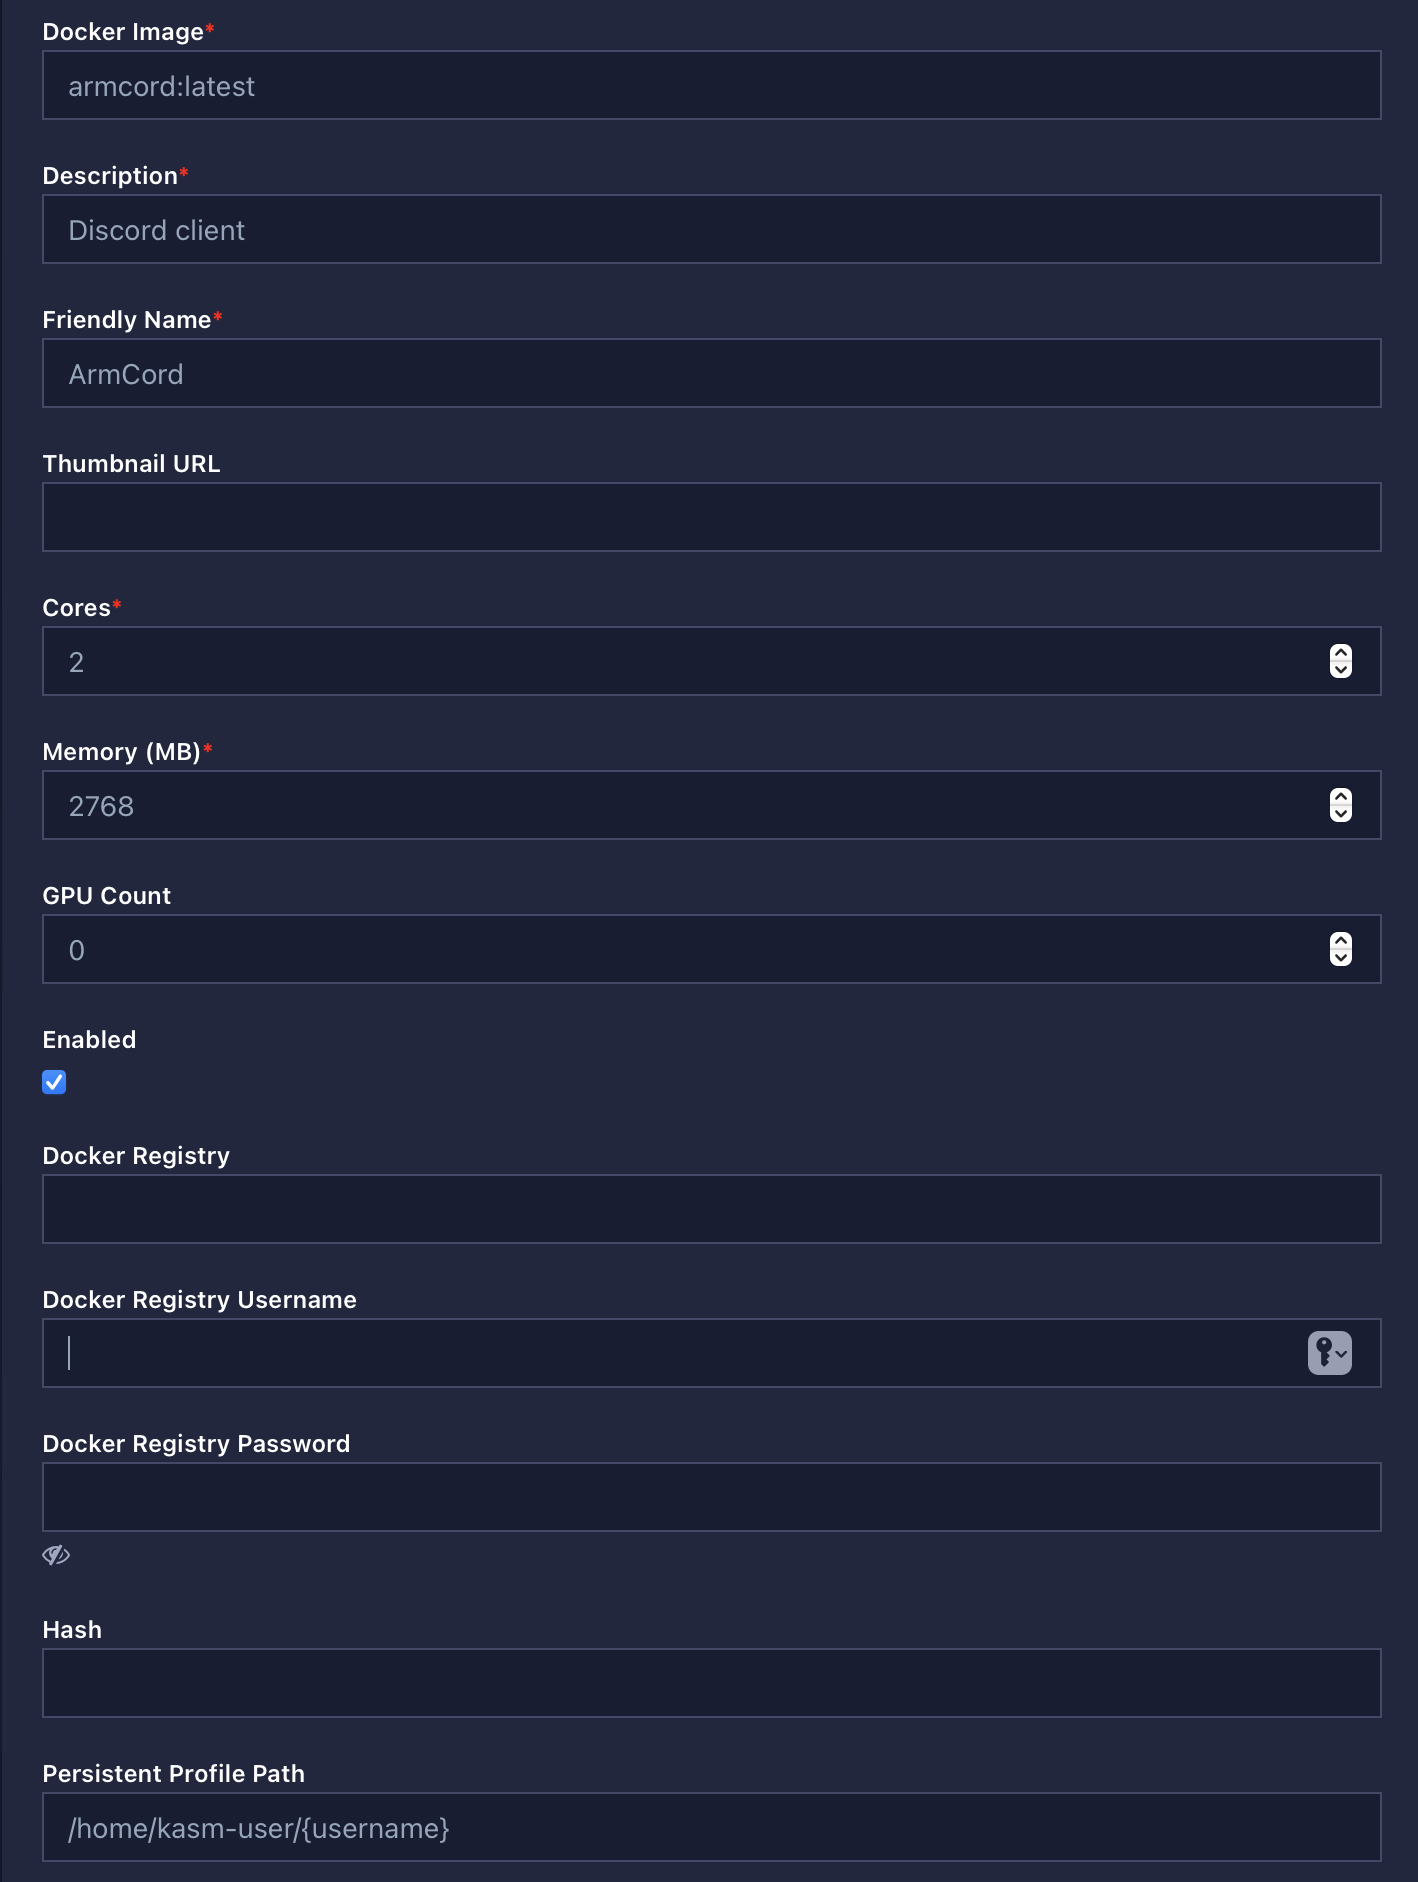 Docker Image*
armcord:latest
Description*
Discord client
Friendly Name*
ArmCord
Thumbnail URL
Cores*
2
Memory (MB)*
2768
GPU Count
0
Enabled
Docker Registry
Docker Registry Username
Docker Registry Password
Hash
Persistent Profile Path
/home/kasm-user/{username}